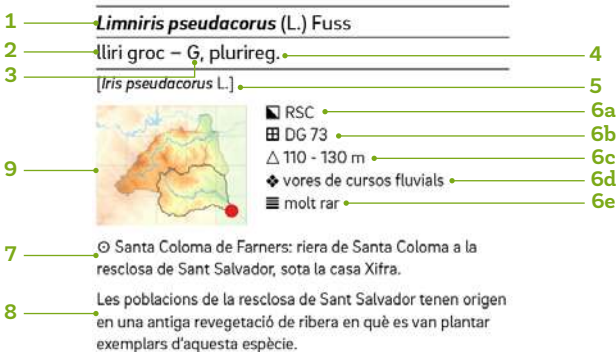 1 Limniris pseudacorus (L.) Fuss
2 lliri groc – G, plurireg. 4
3
[Iris pseudacorus L.] 5
RSC 6a
DG 73 6b
110 - 130 m 6c
9 vores de cursos fluvials 6d
molt rar 6e
7 Santa Coloma de Farners: riera de Santa Coloma a la
resclosa de Sant Salvador, sota la casa Xifra.
Les poblacions de la resclosa de Sant Salvador tenen origen
8 en una antiga revegetació de ribera en què es van plantar
exemplars d'aquesta espècie.